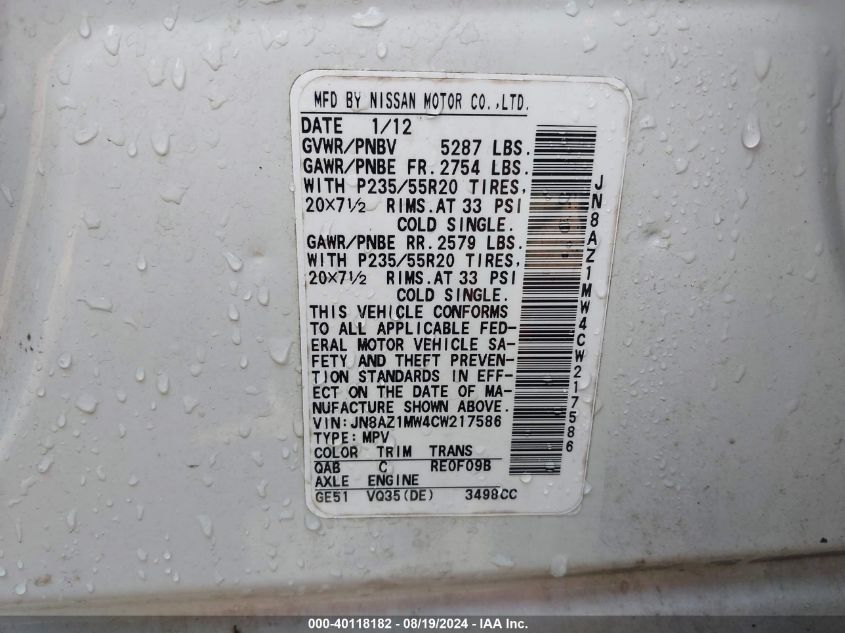 MFD BY NISSAN MOTOR CO.,LTD.
DATE 1/12
GVWR/PNBV 5287 LBS.
GAWR/PNBE FR. 2754 LBS.
WITH P235/55R20 TIRES,
20×7½ RIMS. AT 33 PSI
COLD SINGLE.
GAWR/PNBE RR. 2579 LBS.
WITH P235/55R20 TIRES,
20×7½ RIMS. AT 33 PSI
COLD SINGLE.
THIS VEHICLE CONFORMS
TO ALL APPLICABLE FED-
ERAL MOTOR VEHICLE SA-
FETY AND THEFT PREVEN-
TION STANDARDS IN EFF-
ECT ON THE DATE OF MA-
NUFACTURE SHOWN ABOVE.
VIN:JN8AZ1MW4CW217586
TYPE:MPV
COLOR TRIM TRANS
QAB C RE0F09B
AXLE ENGINE
GE51 VQ35(DE) 3498CC
JN8AZ1MW4CW217586
000-40118182 - 08/19/2024 - IAA Inc.